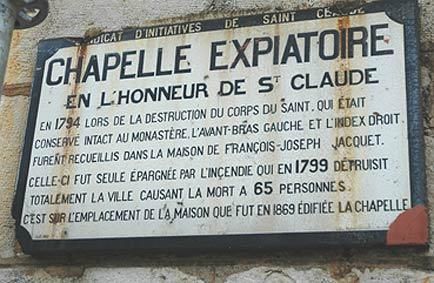 SYNDICAT D'INITIATIVES DE SAINT CLAUDE
CHAPELLE EXPIATOIRE
EN L'HONNEUR DE ST CLAUDE
EN 1794 LORS DE LA DESTRUCTION DU CORPS DU SAINT, QUI ÉTAIT
CONSERVÉ INTACT AU MONASTÈRE, L'AVANT-BRAS GAUCHE ET L'INDEX DROIT.
FURENT RECUEILLIS DANS LA MAISON DE FRANÇOIS-JOSEPH JACQUET.
CELLE-CI FUT SEULE ÉPARGNÉE PAR L'INCENDIE QUI EN 1799 DÉTRUISIT
TOTALEMENT LA VILLE CAUSANT LA MORT A 65 PERSONNES.
C'EST SUR L'EMPLACEMENT DE LA MAISON QUE FUT EN 1869 ÉDIFIÉE LA CHAPELLE